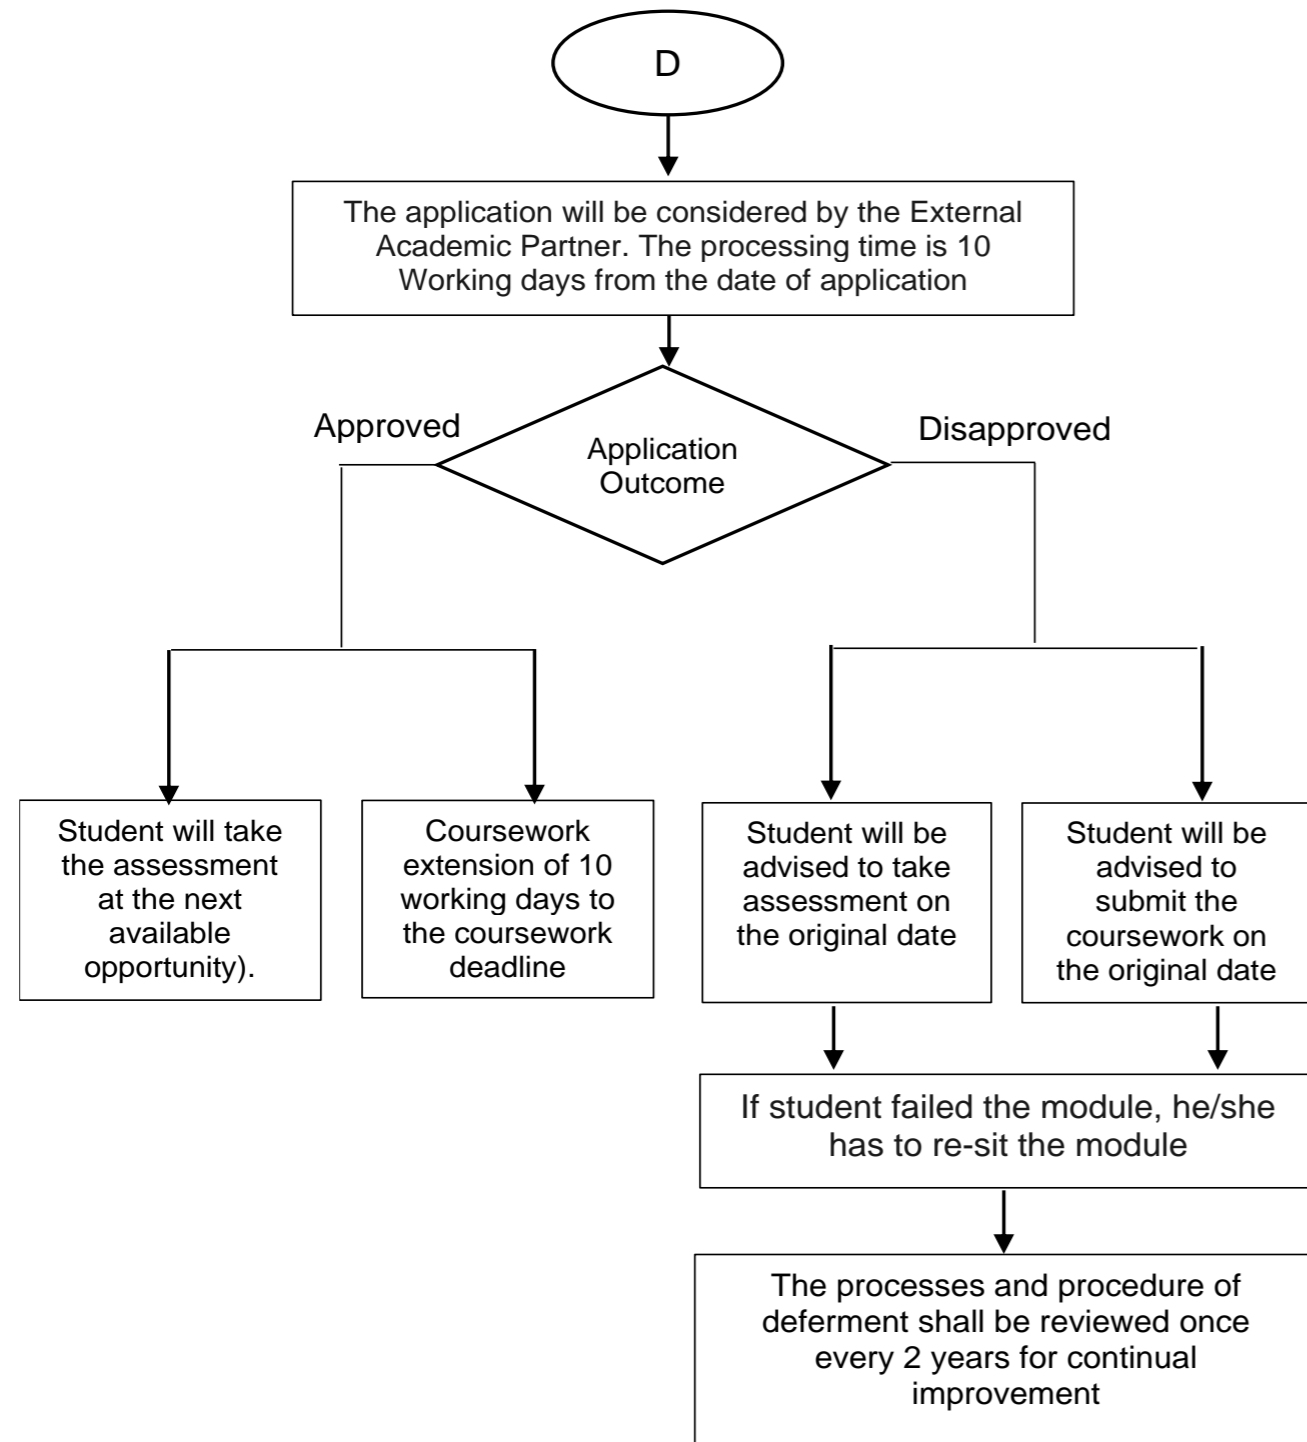 D
The application will be considered by the External
Academic Partner. The processing time is 10
Working days from the date of application
Approved
Disapproved
Application
Outcome
Student will take
the assessment
at the next
available
opportunity).
Coursework
extension of 10
working days to
the coursework
deadline
Student will be
advised to take
assessment on
the original date
Student will be
advised to
submit the
coursework on
the original date
If student failed the module, he/she
has to re-sit the module
The processes and procedure of
deferment shall be reviewed once
every 2 years for continual
improvement